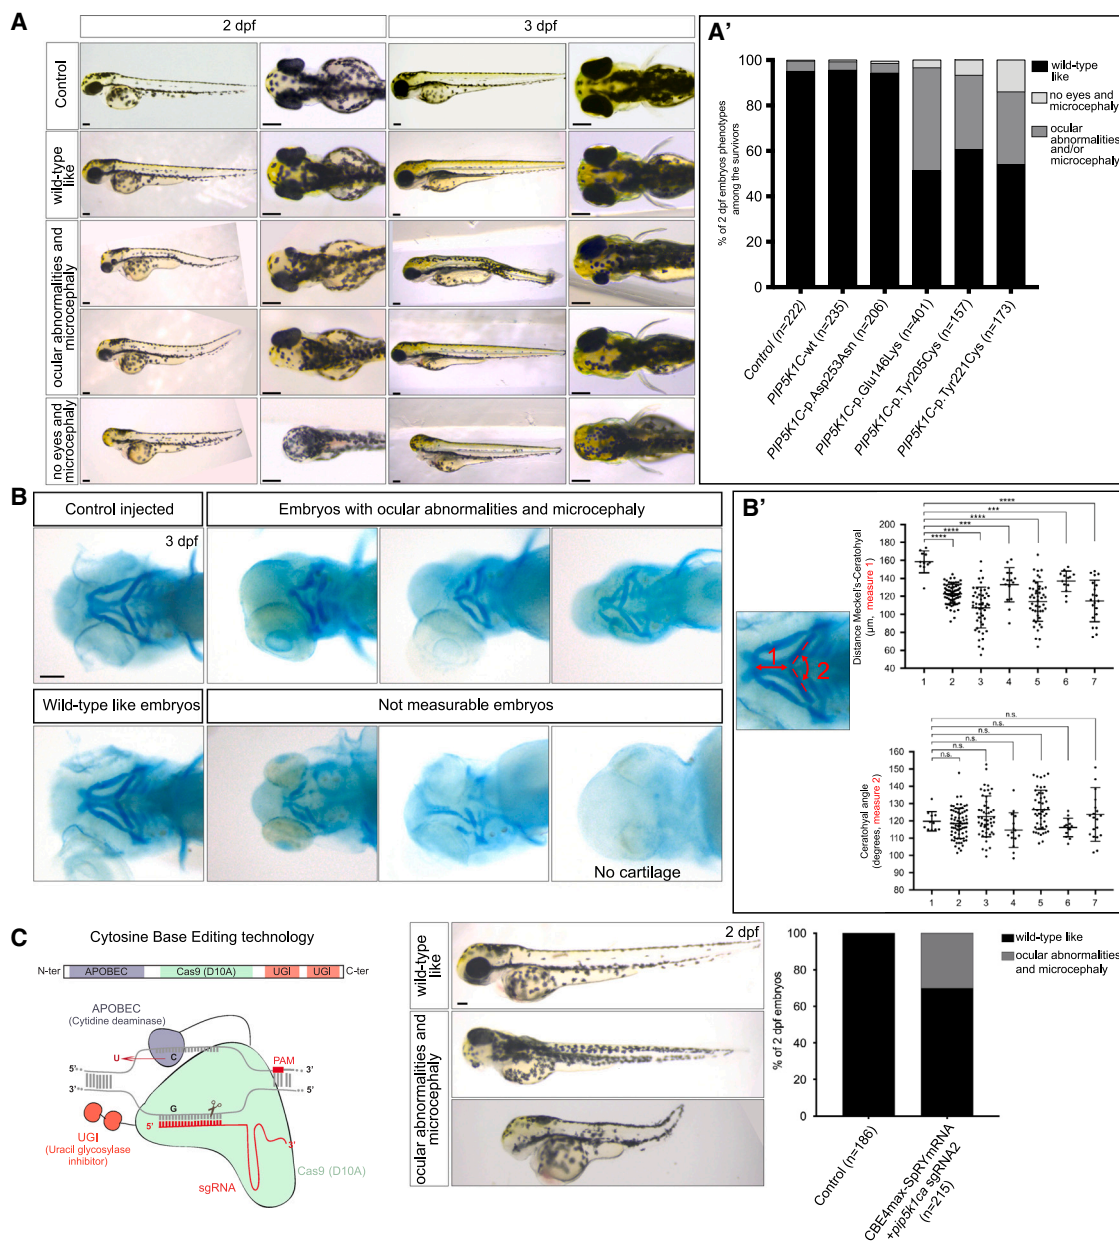 A
2 dpf
3 dpf
Control
wild-type
like
ocular abnormalities and
microcephaly
no eyes and
microcephaly
A'
% of 2 dpf embryos phenotypes
among the survivors
100
80
60
40
20
0
wild-type
like
no eyes and
microcephaly
ocular
abnormalities
and/or
microcephaly
Control (n=222)
PIP5K1C-wt (n=235)
PIP5K1C-p.Asp253Asn (n=206)
PIP5K1C-p.Glu146Lys (n=401)
PIP5K1C-p.Tyr205Cys (n=157)
PIP5K1C-p.Tyr221Cys (n=173)
B
Control injected
Embryos with ocular abnormalities and microcephaly
3 dpf
Wild-type like embryos
Not measurable embryos
No cartilage
B'
1
2
Distance Meckel's-Ceratohyal
(µm, measure 1)
200
180
160
140
120
100
80
60
40
****
***
****
***
****
****
1 2 3 4 5 6 7
Ceratohyal angle
(degrees, measure 2)
160
150
140
130
120
110
100
90
80
n.s.
n.s.
n.s.
n.s.
n.s.
n.s.
1 2 3 4 5 6 7
C
Cytosine Base Editing technology
N-ter APOBEC Cas9 (D10A) UGI UGI C-ter
APOBEC
(Cytidine deaminase)
U
C
PAM
5'
3'
3'
5'
G
5'
3'
UGI
(Uracil glycosylase
inhibitor)
Cas9 (D10A)
sgRNA
wild-type
like
ocular abnormalities and
microcephaly
2 dpf
% of 2 dpf embryos
100
80
60
40
20
0
wild-type like
ocular abnormalities
and microcephaly
Control (n=186)
CBE4max-SpRYmRNA
+pip5k1ca sgRNA2
(n=215)